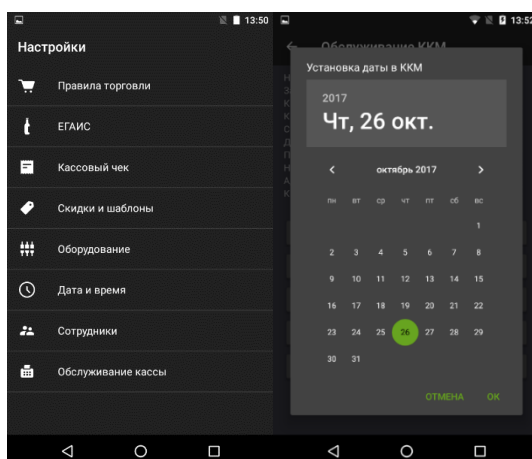 13:50
Настройки
Правила торговли
ЕГАИС
Кассовый чек
Скидки и шаблоны
Оборудование
Дата и время
Сотрудники
Обслуживание кассы
13:52
Обслуживание ККМ
Установка даты в ККМ
2017
Чт, 26 окт.
октябрь 2017
пн вт ср чт пт сб вс
1
2 3 4 5 6 7 8
9 10 11 12 13 14 15
16 17 18 19 20 21 22
23 24 25 26 27 28 29
30 31
ОТМЕНА ОК